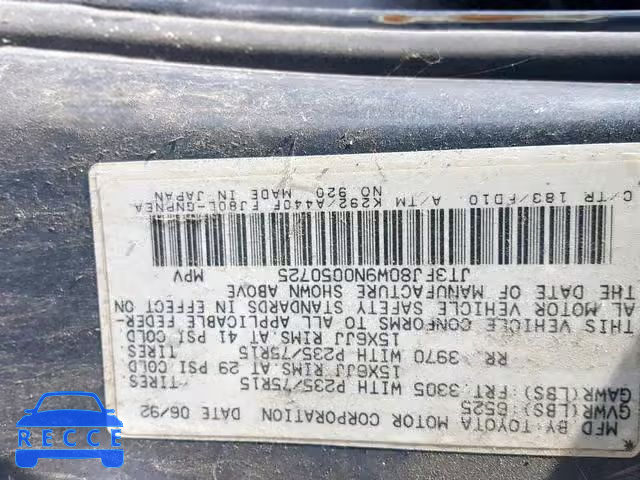 MFD BY: TOYOTA MOTOR CORPORATION DATE 06/92
GVWR(LBS) 6525
GAWR(LBS) FRT 3305 WITH P235/75R15 TIRES
15X6JJ RIMS AT 29 PSI COLD
RR 3970 WITH P235/75R15 TIRES
15X6JJ RIMS AT 41 PSI COLD
THIS VEHICLE CONFORMS TO ALL APPLICABLE FEDER-
AL MOTOR VEHICLE SAFETY STANDARDS IN EFFECT ON
THE DATE OF MANUFACTURE SHOWN ABOVE
JT3FJ80W9N0050725 MPV
C/TR 183/FD10 A/TM K292/A440F FJ80L-GNPNEA
NO 920 MADE IN JAPAN
RECCE